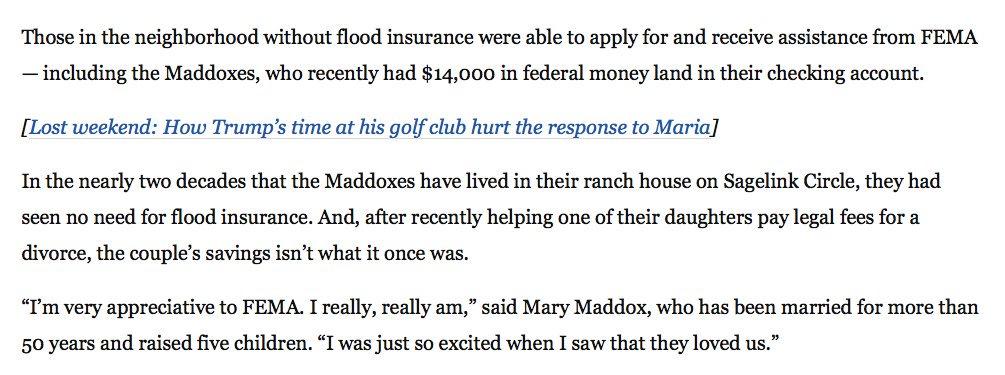 Those in the neighborhood without flood insurance were able to apply for and receive assistance from FEMA
— including the Maddoxes, who recently had $14,000 in federal money land in their checking account.
[Lost weekend: How Trump’s time at his golf club hurt the response to Maria]
In the nearly two decades that the Maddoxes have lived in their ranch house on Sagelink Circle, they had
seen no need for flood insurance. And, after recently helping one of their daughters pay legal fees for a
divorce, the couple’s savings isn’t what it once was.
“I’m very appreciative to FEMA. I really, really am,” said Mary Maddox, who has been married for more than
50 years and raised five children. “I was just so excited when I saw that they loved us.”